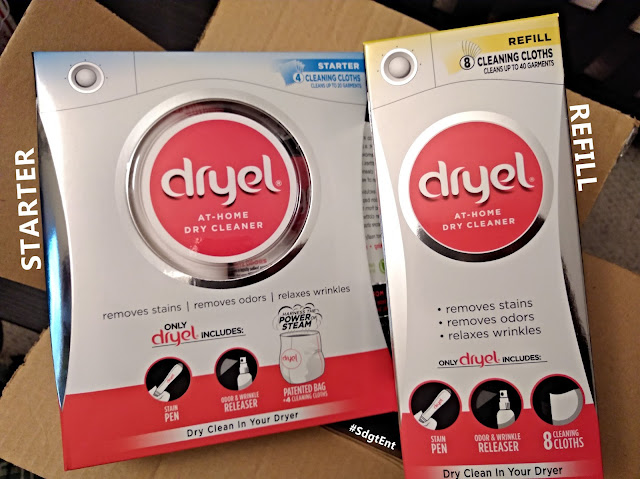 STARTER
STARTER
4 CLEANING CLOTHS
CLEANS UP TO 20 GARMENTS
dryel®
AT-HOME
DRY CLEANER
removes stains | removes odors | relaxes wrinkles
ONLY
dryel INCLUDES:
HARNESS THE
POWER
STEAM
dryel
STAIN
PEN
ODOR & WRINKLE
RELEASER
PATENTED BAG
+4 CLEANING CLOTHS
Dry Clean In Your Dryer
#SdgtEnt
REFILL
REFILL
8 CLEANING CLOTHS
CLEANS UP TO 40 GARMENTS
dryel®
AT-HOME
DRY CLEANER
• removes stains
• removes odors
• relaxes wrinkles
ONLY dryel INCLUDES:
STAIN
PEN
ODOR & WRINKLE
RELEASER
8 CLEANING
CLOTHS
Dry Clean In Your Dryer